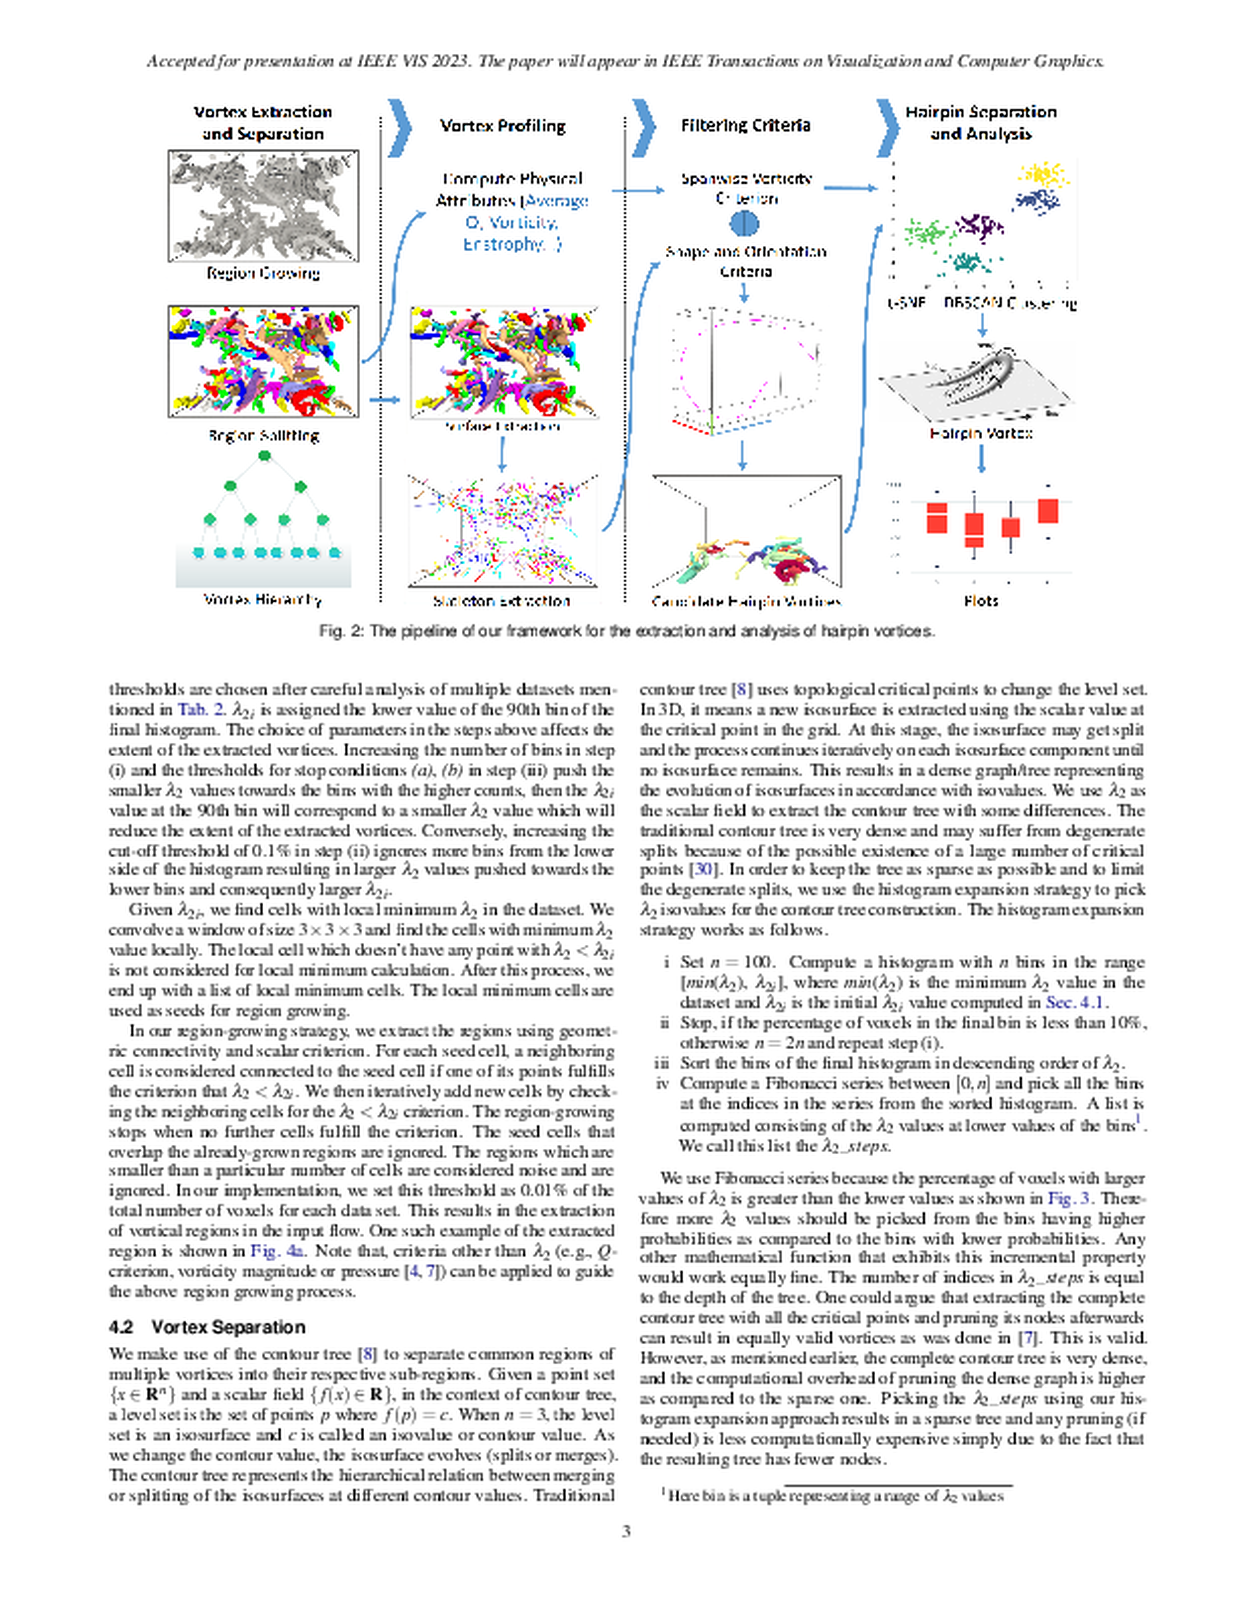 Accepted for presentation at IEEE VIS 2023. The paper will appear in IEEE Transactions on Visualization and Computer Graphics.
Vortex Extraction
and Separation
Region Growing
Region Splitting
Vortex Hierarchy
Vortex Profiling
Compute Physical
Attributes (Average
Q, Vorticity,
Enstrophy..)
Surface Extraction
Skeleton Extraction
Filtering Criteria
Spanwise Vorticity
Criterion
Shape and Orientation
Criteria
Candidate Hairpin Vortices
Hairpin Separation
and Analysis
t-SNE DBSCAN Clustering
Hairpin Vortex
Plots
Fig. 2: The pipeline of our framework for the extraction and analysis of hairpin vortices.
thresholds are chosen after careful analysis of multiple datasets men-
tioned in Tab. 2. λ2i is assigned the lower value of the 90th bin of the
final histogram. The choice of parameters in the steps above affects the
extent of the extracted vortices. Increasing the number of bins in step
(i) and the thresholds for stop conditions (a), (b) in step (iii) push the
smaller λ2 values towards the bins with the higher counts, then the λ2i
value at the 90th bin will correspond to a smaller λ2 value which will
reduce the extent of the extracted vortices. Conversely, increasing the
cut-off threshold of 0.1% in step (ii) ignores more bins from the lower
side of the histogram resulting in larger λ2 values pushed towards the
lower bins and consequently larger λ2i.
Given λ2i, we find cells with local minimum λ2 in the dataset. We
convolve a window of size 3 × 3 × 3 and find the cells with minimum λ2
value locally. The local cell which doesn't have any point with λ2 < λ2i
is not considered for local minimum calculation. After this process, we
end up with a list of local minimum cells. The local minimum cells are
used as seeds for region growing.
In our region-growing strategy, we extract the regions using geomet-
ric connectivity and scalar criterion. For each seed cell, a neighboring
cell is considered connected to the seed cell if one of its points fulfills
the criterion that λ2 < λ2i. We then iteratively add new cells by check-
ing the neighboring cells for the λ2 < λ2i criterion. The region-growing
stops when no further cells fulfill the criterion. The seed cells that
overlap the already-grown regions are ignored. The regions which are
smaller than a particular number of cells are considered noise and are
ignored. In our implementation, we set this threshold as 0.01% of the
total number of voxels for each data set. This results in the extraction
of vortical regions in the input flow. One such example of the extracted
region is shown in Fig. 4a. Note that, criteria other than λ2 (e.g., Q-
criterion, vorticity magnitude or pressure [4, 7]) can be applied to guide
the above region growing process.
4.2 Vortex Separation
We make use of the contour tree [8] to separate common regions of
multiple vortices into their respective sub-regions. Given a point set
{x ∈ Rⁿ} and a scalar field {f(x) ∈ R}, in the context of contour tree,
a level set is the set of points p where f(p) = c. When n = 3, the level
set is an isosurface and c is called an isovalue or contour value. As
we change the contour value, the isosurface evolves (splits or merges).
The contour tree represents the hierarchical relation between merging
or splitting of the isosurfaces at different contour values. Traditional
contour tree [8] uses topological critical points to change the level set.
In 3D, it means a new isosurface is extracted using the scalar value at
the critical point in the grid. At this stage, the isosurface may get split
and the process continues iteratively on each isosurface component until
no isosurface remains. This results in a dense graph/tree representing
the evolution of isosurfaces in accordance with isovalues. We use λ2 as
the scalar field to extract the contour tree with some differences. The
traditional contour tree is very dense and may suffer from degenerate
splits because of the possible existence of a large number of critical
points [30]. In order to keep the tree as sparse as possible and to limit
the degenerate splits, we use the histogram expansion strategy to pick
λ2 isovalues for the contour tree construction. The histogram expansion
strategy works as follows.
i Set n = 100. Compute a histogram with n bins in the range
[min(λ2), λ2i], where min(λ2) is the minimum λ2 value in the
dataset and λ2i is the initial λ2i value computed in Sec. 4.1.
ii Stop, if the percentage of voxels in the final bin is less than 10%,
otherwise n = 2n and repeat step (i).
iii Sort the bins of the final histogram in descending order of λ2.
iv Compute a Fibonacci series between [0, n] and pick all the bins
at the indices in the series from the sorted histogram. A list is
computed consisting of the λ2 values at lower values of the bins¹.
We call this list the λ2_steps.
We use Fibonacci series because the percentage of voxels with larger
values of λ2 is greater than the lower values as shown in Fig. 3. There-
fore more λ2 values should be picked from the bins having higher
probabilities as compared to the bins with lower probabilities. Any
other mathematical function that exhibits this incremental property
would work equally fine. The number of indices in λ2_steps is equal
to the depth of the tree. One could argue that extracting the complete
contour tree with all the critical points and pruning its nodes afterwards
can result in equally valid vortices as was done in [7]. This is valid.
However, as mentioned earlier, the complete contour tree is very dense,
and the computational overhead of pruning the dense graph is higher
as compared to the sparse one. Picking the λ2_steps using our his-
togram expansion approach results in a sparse tree and any pruning (if
needed) is less computationally expensive simply due to the fact that
the resulting tree has fewer nodes.
¹Here bin is a tuple representing a range of λ2 values
3